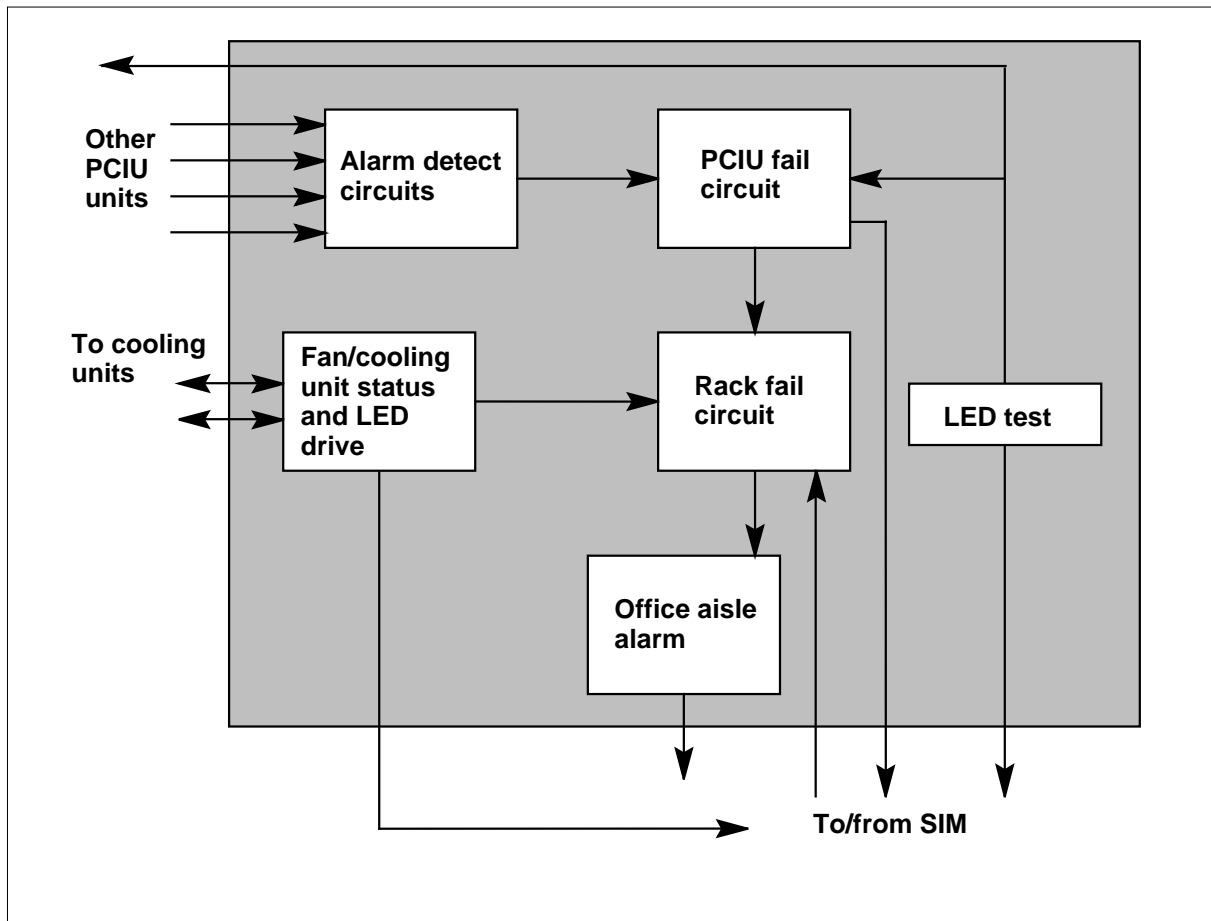 Other
PCIU
units
Alarm detect
circuits
PCIU fail
circuit
To cooling
units
Fan/cooling
unit status
and LED
drive
Rack fail
circuit
LED test
Office aisle
alarm
To/from SIM